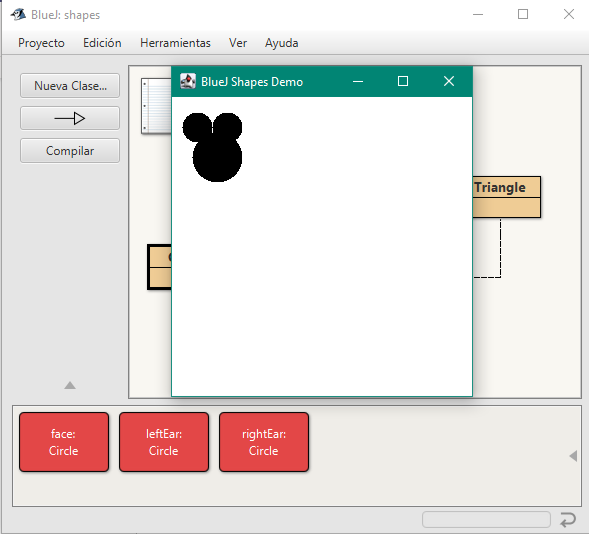 BlueJ: shapes
Proyecto Edición Herramientas Ver Ayuda
Nueva Clase...
Compilar
BlueJ Shapes Demo
Triangle
face:
Circle
leftEar:
Circle
rightEar:
Circle